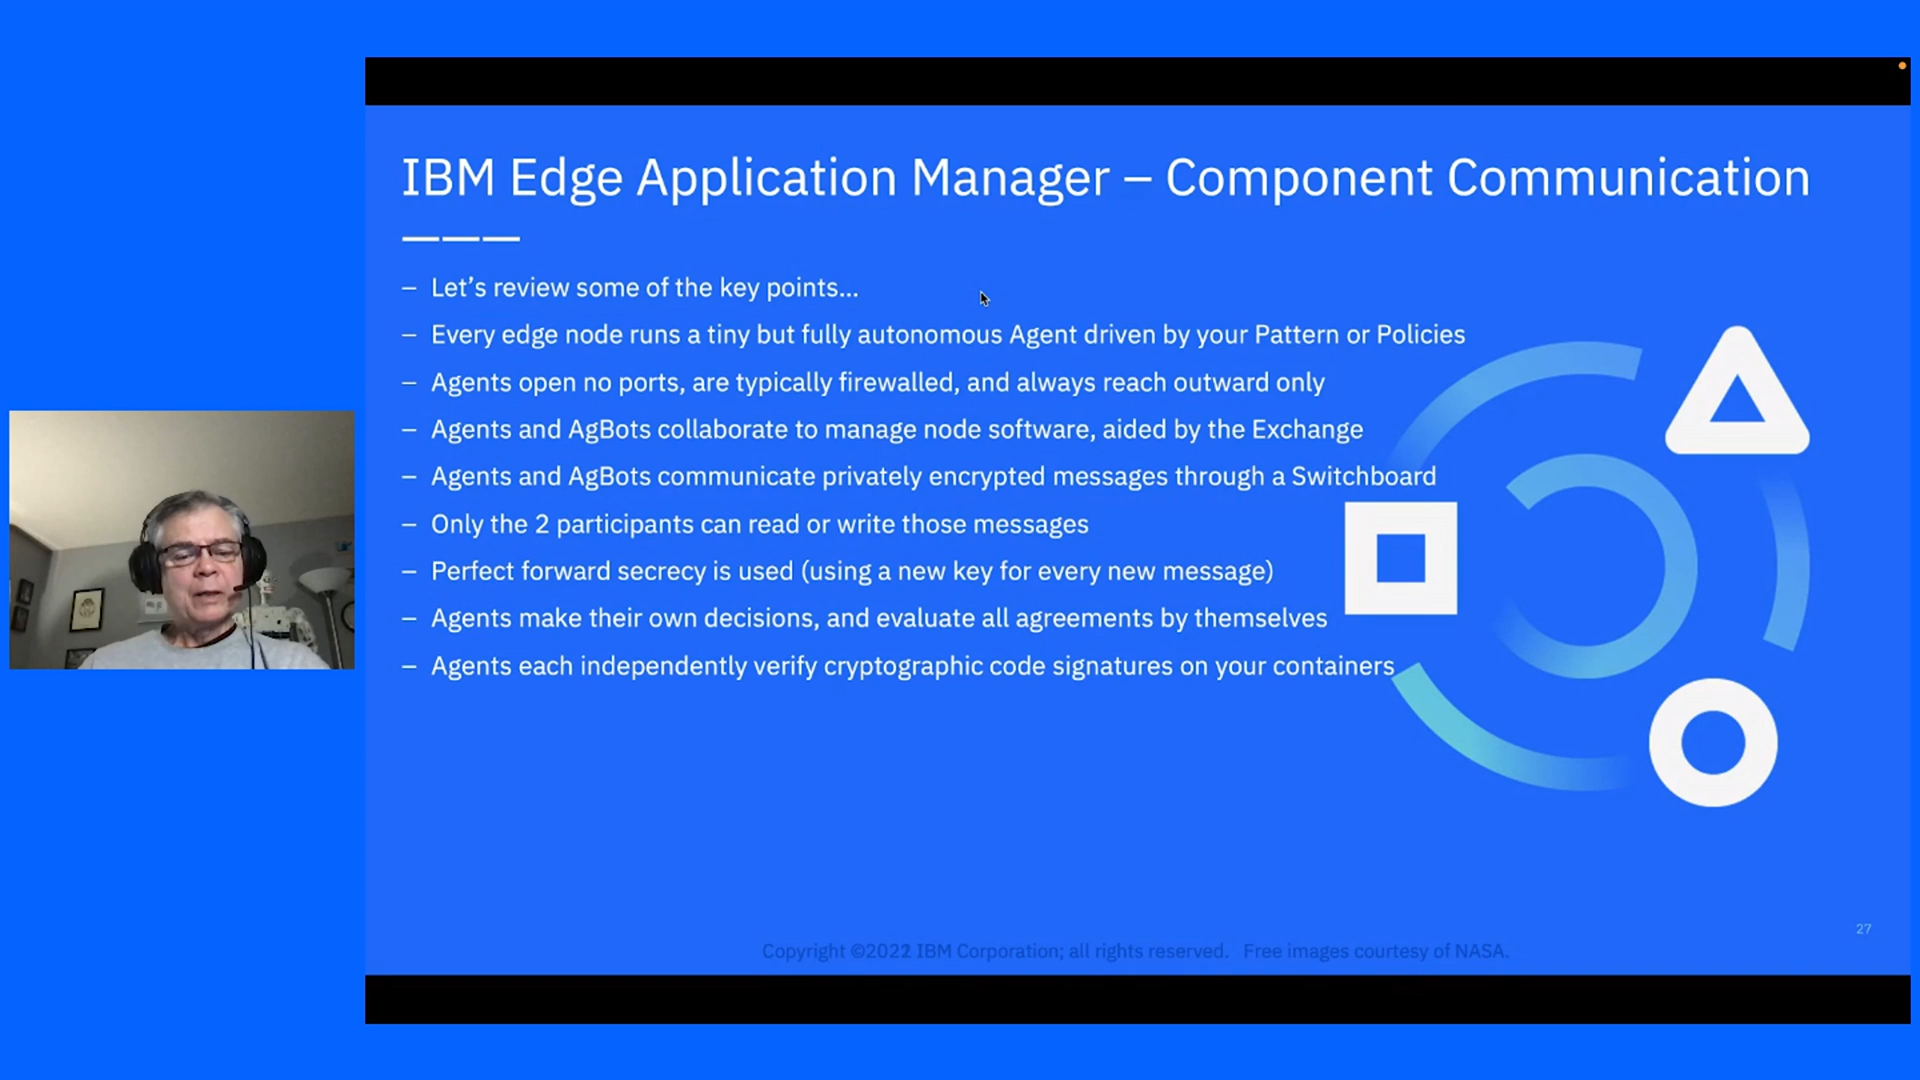 IBM Edge Application Manager – Component Communication
– Let’s review some of the key points...
– Every edge node runs a tiny but fully autonomous Agent driven by your Pattern or Policies
– Agents open no ports, are typically firewalled, and always reach outward only
– Agents and AgBots collaborate to manage node software, aided by the Exchange
– Agents and AgBots communicate privately encrypted messages through a Switchboard
– Only the 2 participants can read or write those messages
– Perfect forward secrecy is used (using a new key for every new message)
– Agents make their own decisions, and evaluate all agreements by themselves
– Agents each independently verify cryptographic code signatures on your containers
27
Copyright ©2022 IBM Corporation; all rights reserved. Free images courtesy of NASA.